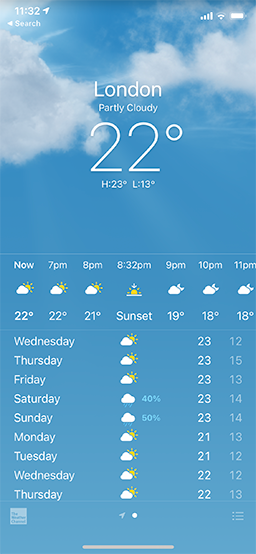 11:32
Search
London
Partly Cloudy
22°
H:23° L:13°
Now 7pm 8pm 8:32pm 9pm 10pm 11pm
22° 22° 21° Sunset 19° 18° 18°
Wednesday 23 12
Thursday 23 15
Friday 23 13
Saturday 40% 23 14
Sunday 50% 23 14
Monday 21 13
Tuesday 21 12
Wednesday 22 12
Thursday 22 13
The
Weather
Channel